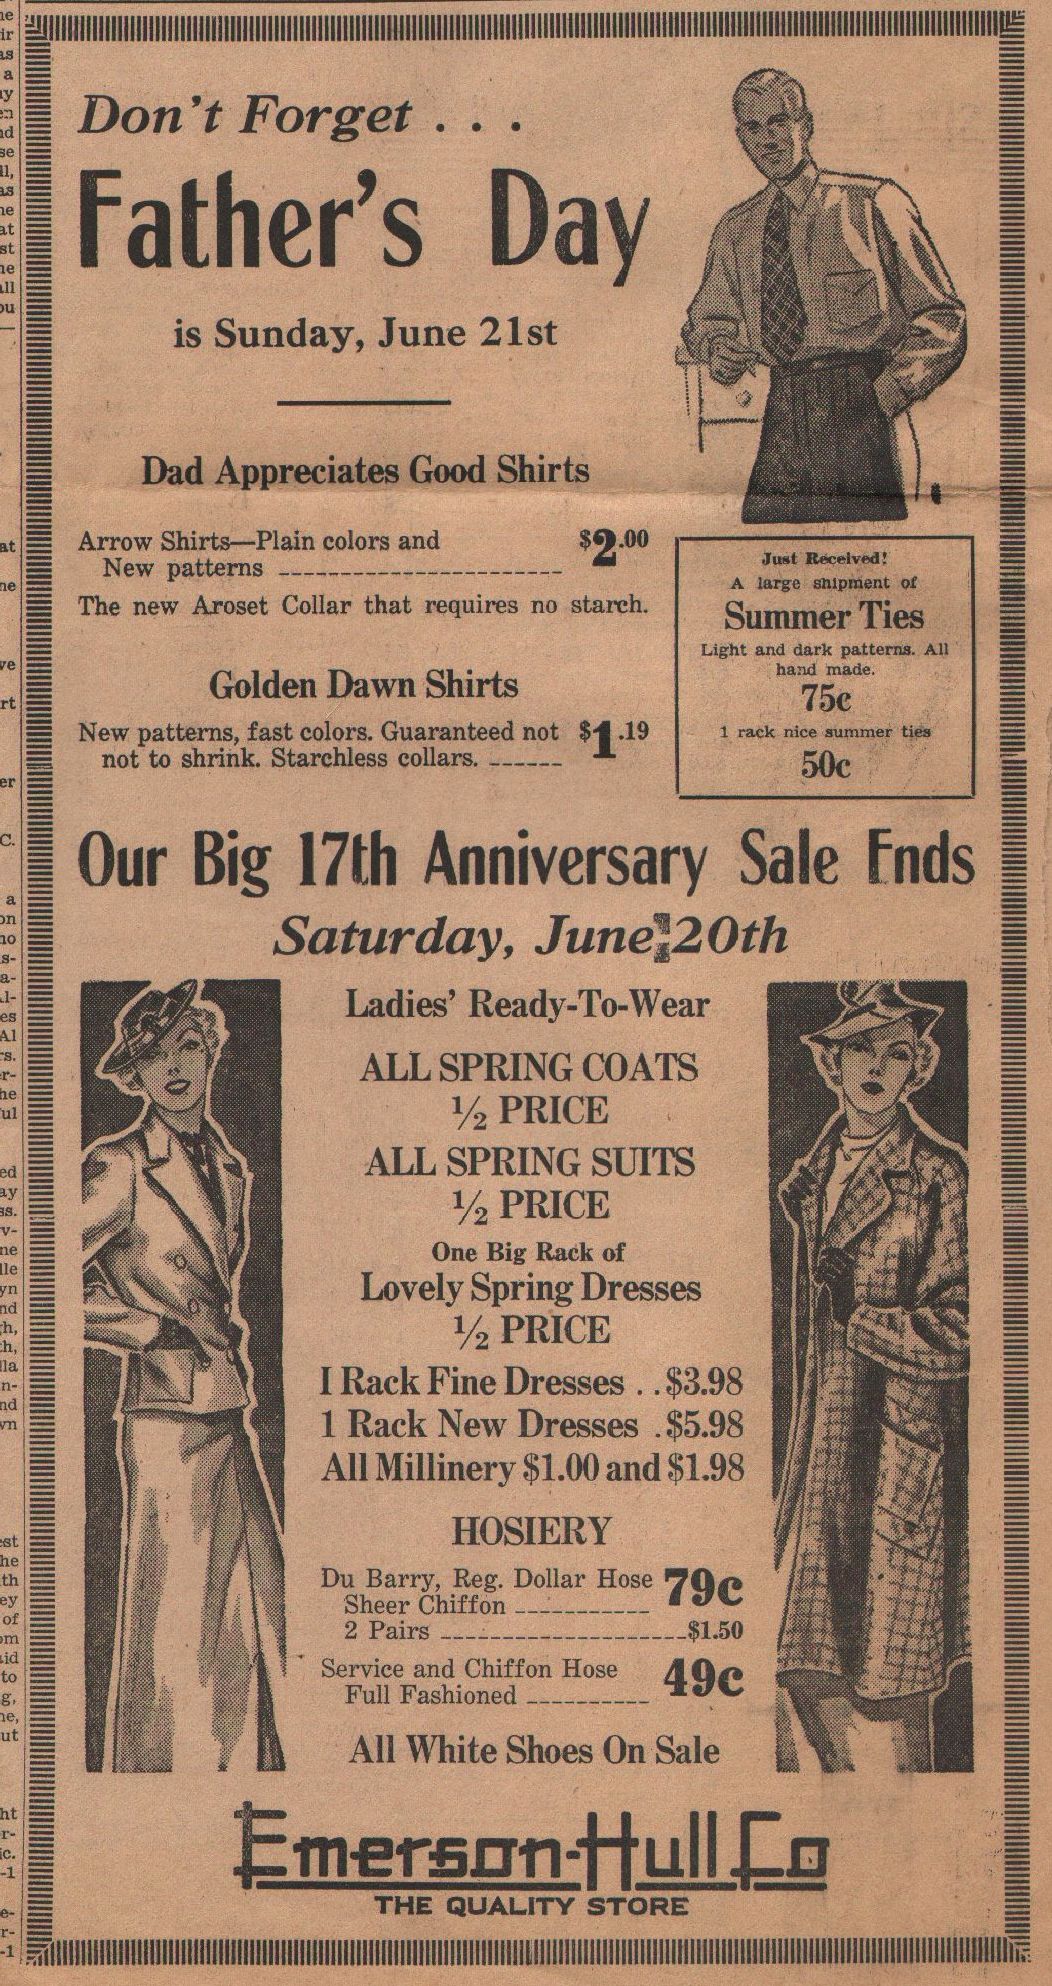 Don't Forget . . .
Father's Day
is Sunday, June 21st
Dad Appreciates Good Shirts
Arrow Shirts—Plain colors and
New patterns
$2.00
The new Aroset Collar that requires no starch.
Golden Dawn Shirts
New patterns, fast colors. Guaranteed not
not to shrink. Starchless collars.
$1.19
Just Received!
A large shipment of
Summer Ties
Light and dark patterns. All
hand made.
75c
1 rack nice summer ties
50c
Our Big 17th Anniversary Sale Ends
Saturday, June 20th
Ladies' Ready-To-Wear
ALL SPRING COATS
½ PRICE
ALL SPRING SUITS
½ PRICE
One Big Rack of
Lovely Spring Dresses
½ PRICE
1 Rack Fine Dresses . . $3.98
1 Rack New Dresses . $5.98
All Millinery $1.00 and $1.98
HOSIERY
Du Barry, Reg. Dollar Hose
Sheer Chiffon
79c
2 Pairs $1.50
Service and Chiffon Hose
Full Fashioned
49c
All White Shoes On Sale
Emerson-Hull Co
THE QUALITY STORE